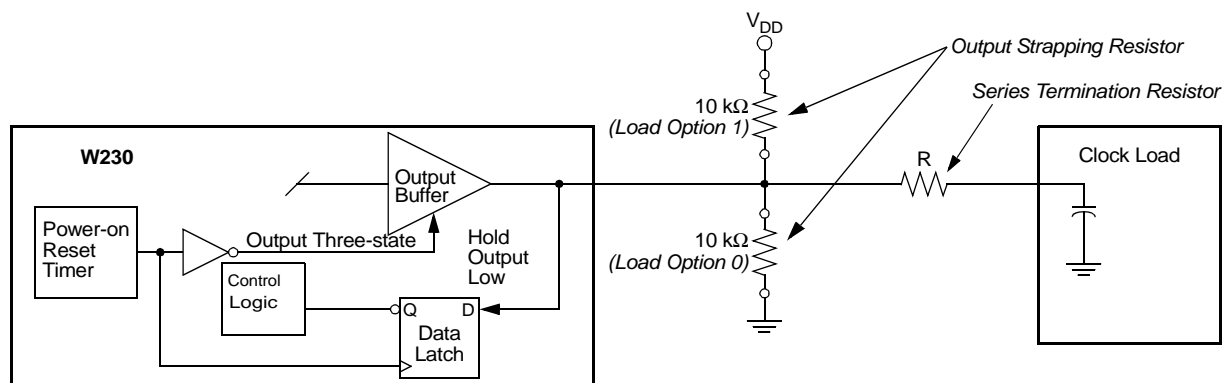 V_DD
Output Strapping Resistor
Series Termination Resistor
10 kΩ
(Load Option 1)
W230
Clock Load
R
Output
Buffer
Power-on
Reset
Timer
Output Three-state
Hold
Output
Low
10 kΩ
(Load Option 0)
Control
Logic
Q
D
Data
Latch